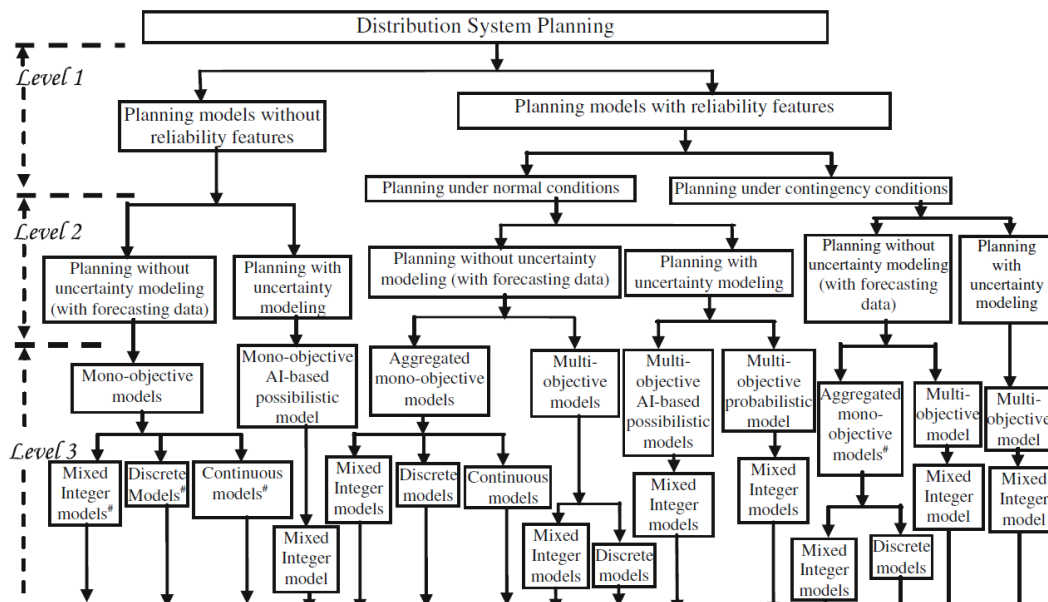 Distribution System Planning
Level 1
Planning models without
reliability features
Planning models with reliability features
Planning under normal conditions
Planning under contingency conditions
Level 2
Planning without
uncertainty modeling
(with forecasting data)
Planning with
uncertainty
modeling
Planning without uncertainty
modeling (with forecasting data)
Planning with
uncertainty modeling
Planning without
uncertainty modeling
(with forecasting
data)
Planning
with
uncertainty
modeling
Level 3
Mono-objective
models
Mono-objective
AI-based
possibilistic
model
Aggregated
mono-objective
models
Multi-
objective
models
Multi-
objective
AI-based
possibilistic
models
Multi-
objective
probabilistic
model
Aggregated
mono-
objective
models#
Multi-
objective
model
Multi-
objective
model
Mixed
Integer
models#
Discrete
Models#
Continuous
models#
Mixed
Integer
model
Mixed
Integer
models
Discrete
models
Continuous
models
Mixed
Integer
models
Discrete
models
Mixed
Integer
models
Mixed
Integer
models
Mixed
Integer
models
Discrete
models
Mixed
Integer
model
Mixed
Integer
model